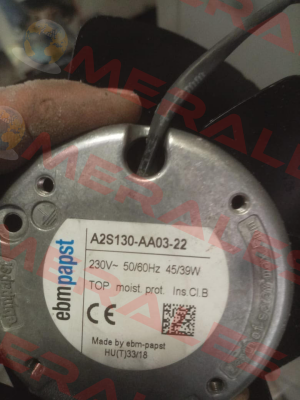 ebmpapst
A2S130-AA03-22
230V~ 50/60Hz 45/39W
TOP moist. prot. Ins.Cl.B
CE
Made by ebm-papst
HU(T)33/18
OMERALES